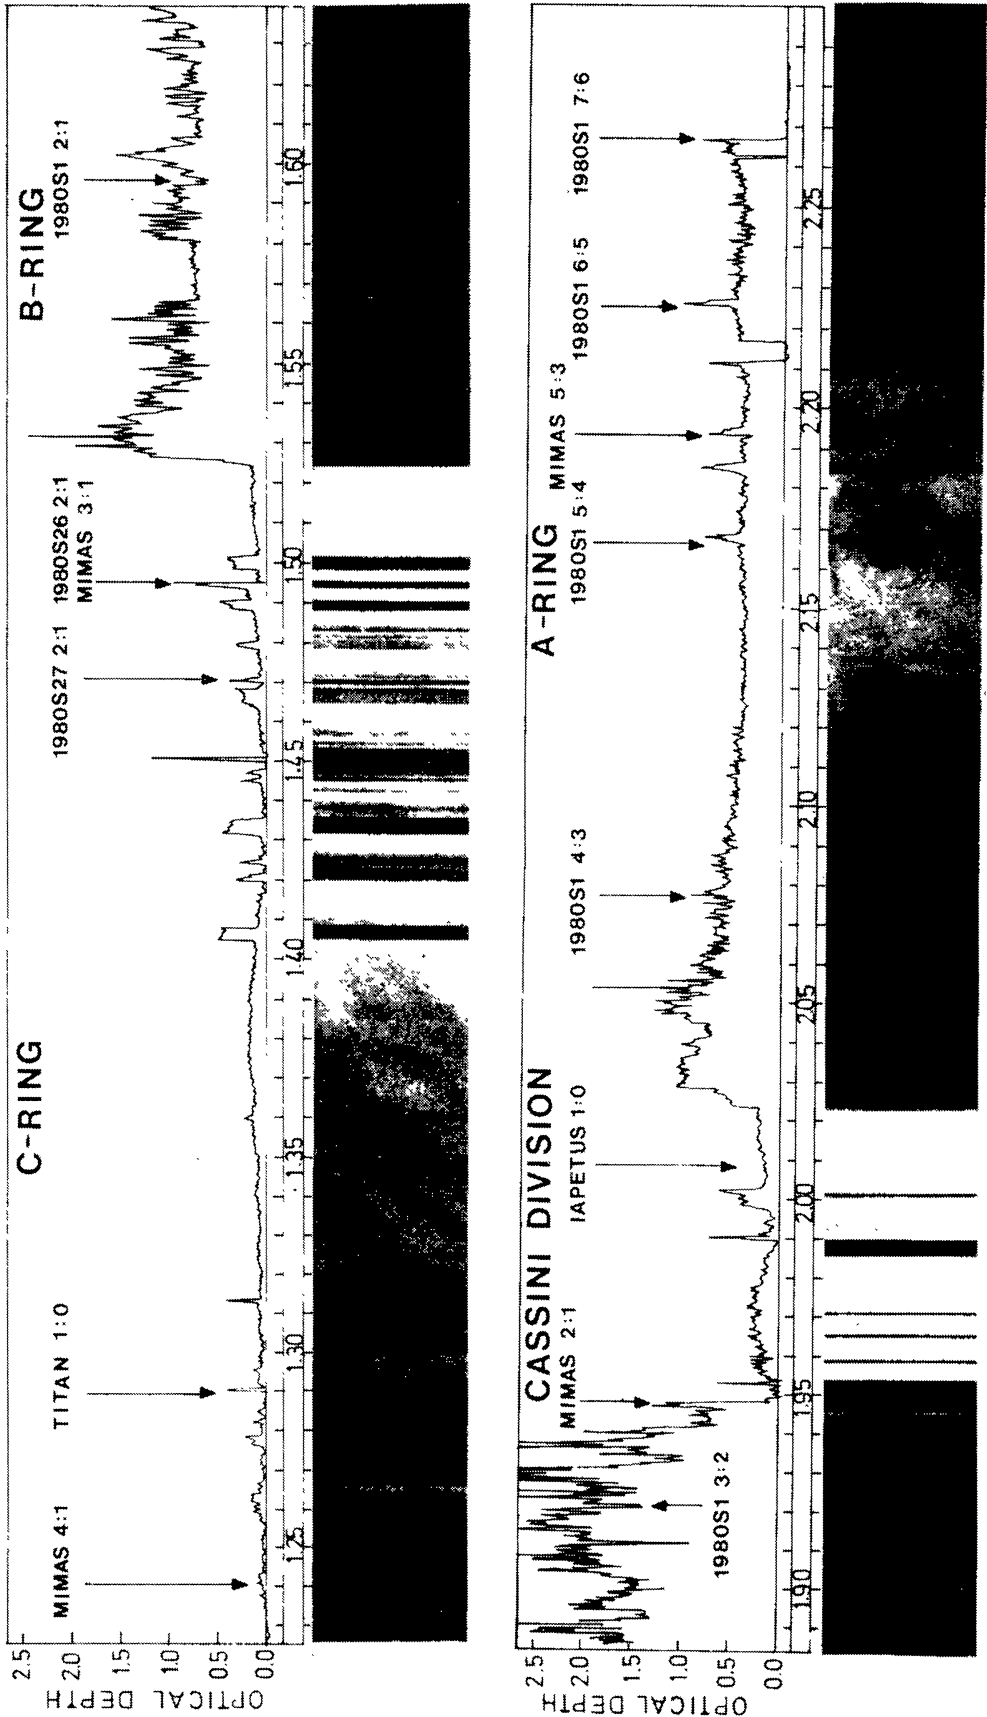 C-RING
B-RING
MIMAS 4:1
TITAN 1:0
1980S27 2:1
1980S26 2:1
MIMAS 3:1
1980S1 2:1
OPTICAL DEPTH
2.5
2.0
1.5
1.0
0.5
0.0
1.25
1.30
1.35
1.40
1.45
1.50
1.55
1.60
CASSINI DIVISION
A-RING
MIMAS 2:1
IAPETUS 1:0
1980S1 3:2
1980S1 4:3
1980S1 5:4
MIMAS 5:3
1980S1 6:5
1980S1 7:6
OPTICAL DEPTH
2.5
2.0
1.5
1.0
0.5
0.0
1.90
1.95
2.00
2.05
2.10
2.15
2.20
2.25